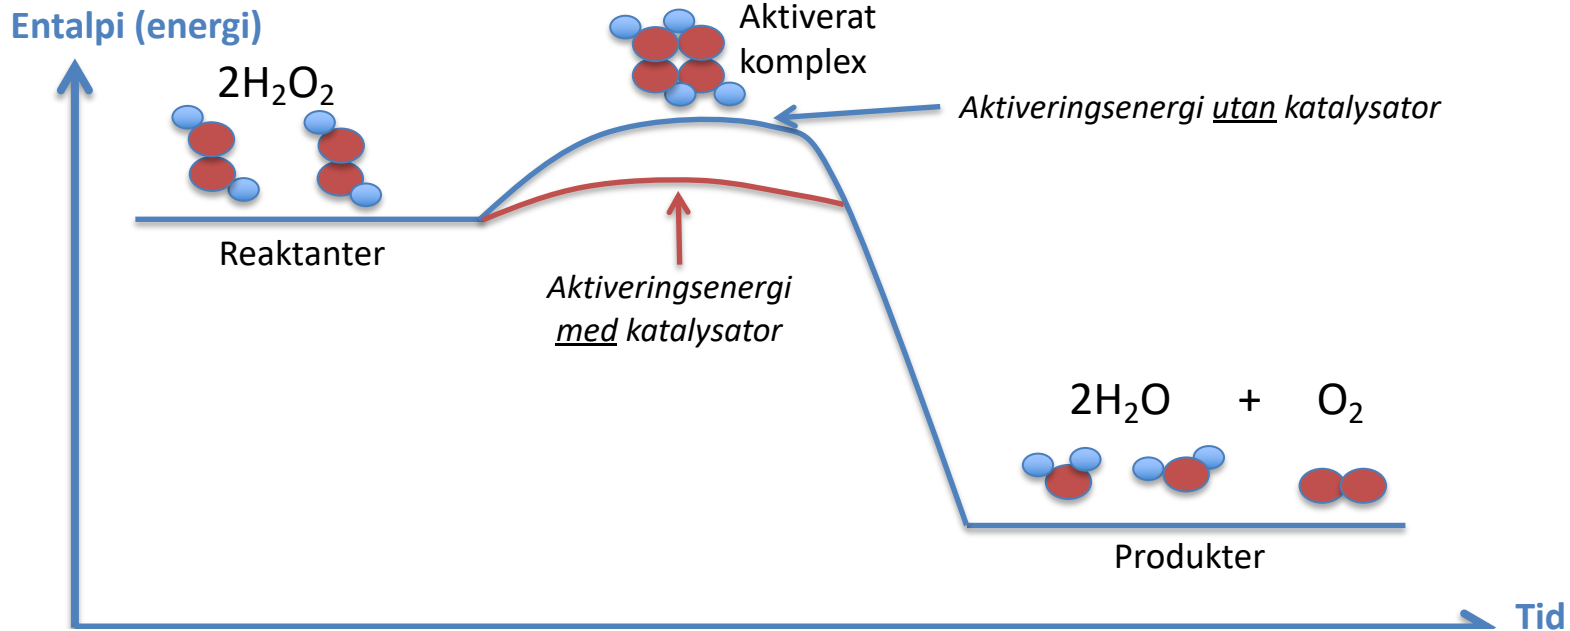 Entalpi (energi)
2H₂O₂
Aktiverat
komplex
Aktiveringsenergi utan katalysator
Reaktanter
Aktiveringsenergi
med katalysator
2H₂O + O₂
Produkter
Tid